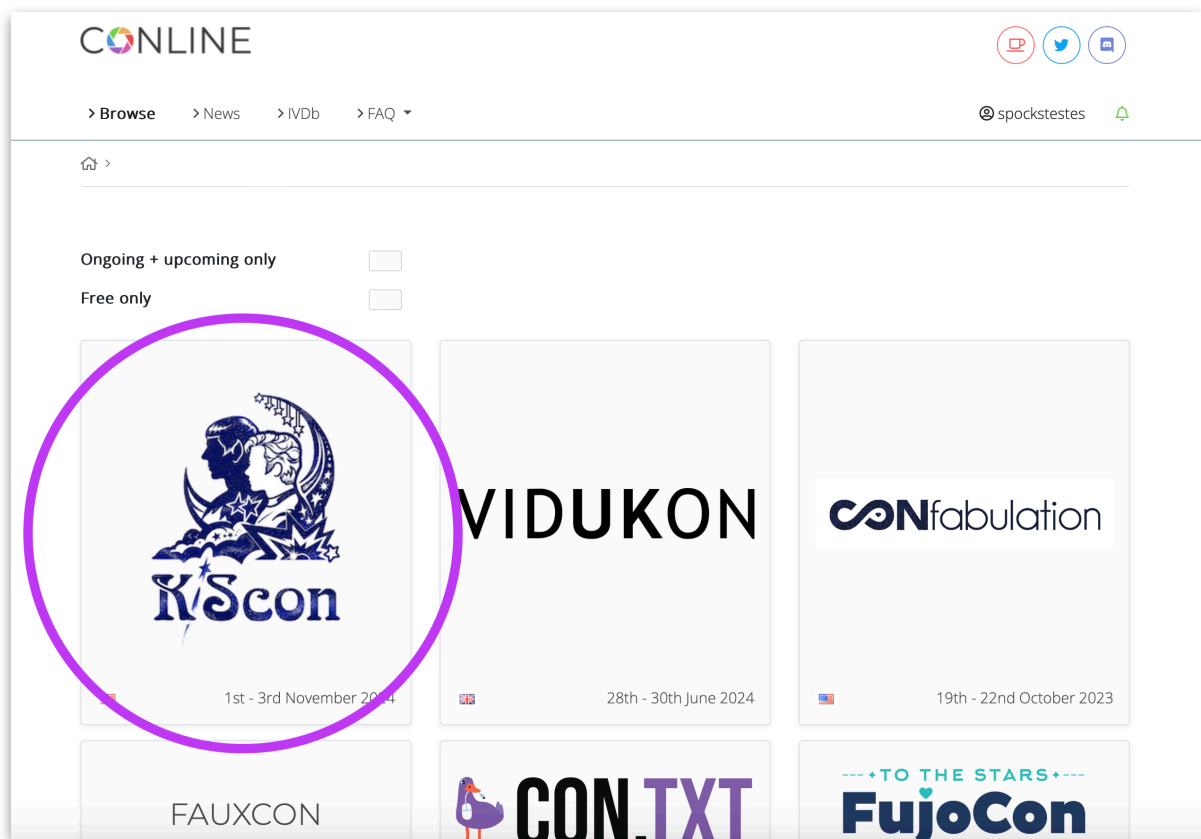 CONLINE
Browse News IVDb FAQ spockstestes
Ongoing + upcoming only
Free only
K/Scon
VIDUKON
CONfabulation
1st - 3rd November 2024
28th - 30th June 2024
19th - 22nd October 2023
FAUXCON
CON.TXT
TO THE STARS
FujoCon